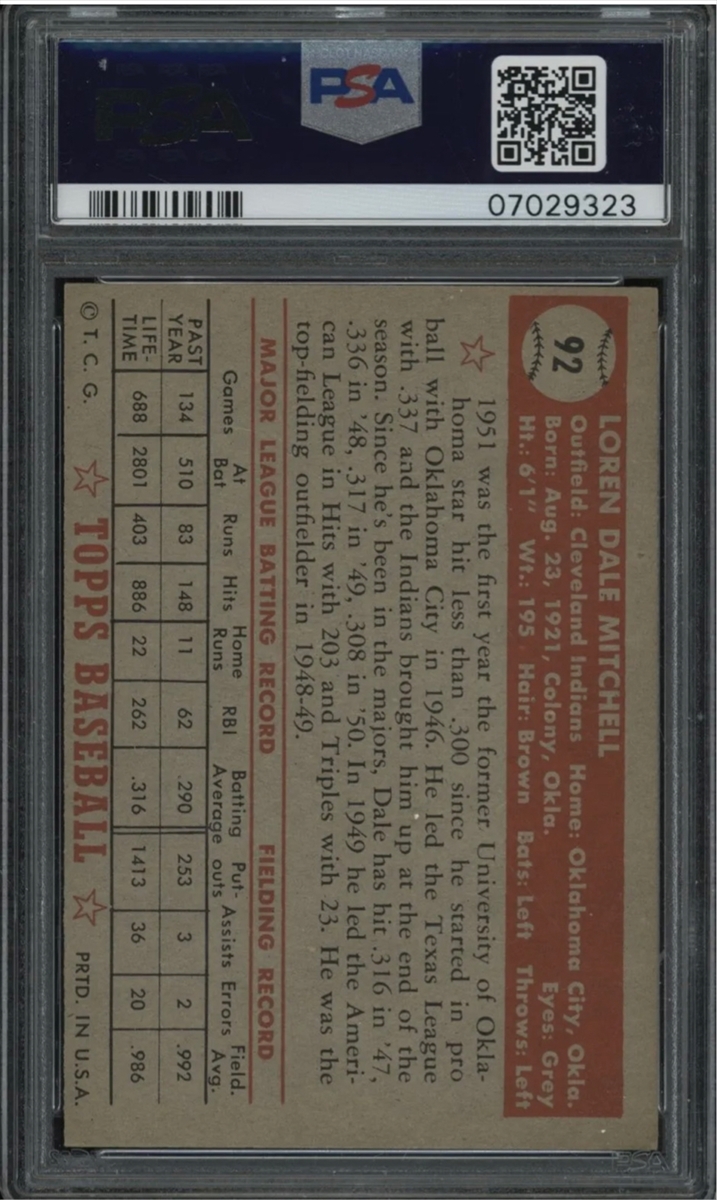 PSA
PSA
07029323
92
LOREN DALE MITCHELL
Outfield: Cleveland Indians Home: Oklahoma City, Okla.
Born: Aug. 23, 1921, Colony, Okla. Eyes: Grey
Ht.: 6'1" Wt.: 195 Hair: Brown Bats: Left Throws: Left
1951 was the first year the former University of Okla-
homa star hit less than .300 since he started in pro
ball with Oklahoma City in 1946. He led the Texas League
with .337 and the Indians brought him up at the end of the
season. Since he's been in the majors, Dale has hit .316 in '47,
.336 in '48, .317 in '49, .308 in '50. In 1949 he led the Ameri-
can League in Hits with 203 and Triples with 23. He was the
top-fielding outfielder in 1948-49.
MAJOR LEAGUE BATTING RECORD FIELDING RECORD
Games At Bat Runs Hits Home Runs RBI Batting Average Put-outs Assists Errors Field. Avg.
PAST YEAR 134 510 83 148 11 62 .290 253 3 2 .992
LIFE-TIME 688 2801 403 886 22 262 .316 1413 36 20 .986
© T. C. G. TOPPS BASEBALL PRTD. IN U.S.A.